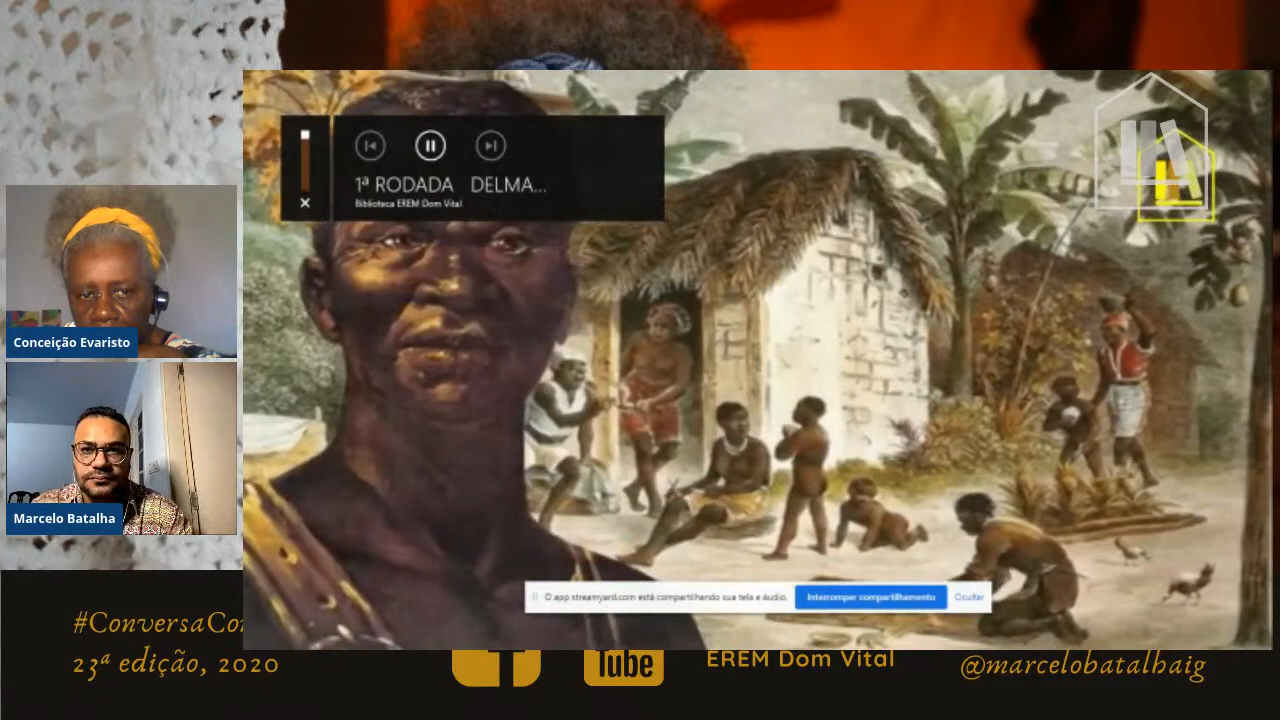 1ª RODADA DELMA...
Biblioteca EREM Dom Vital
Conceição Evaristo
Marcelo Batalha
O app streamyard.com está compartilhando sua tela e áudio.
Interromper compartilhamento
Ocultar
#ConversaCo
23ª edição, 2020
Tube
EREM Dom Vital
@marcelobatalhaig